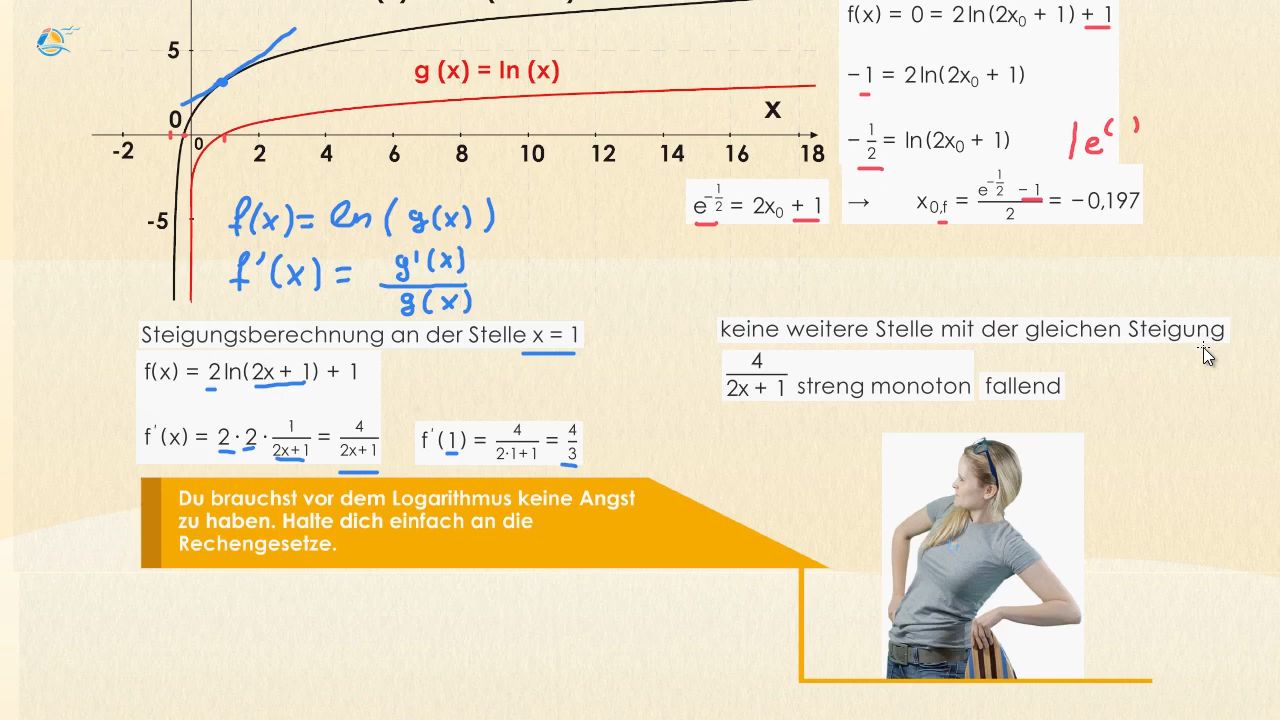 f(x) = 0 = 2 ln(2x₀ + 1) + 1
5
g (x) = ln (x)
−1 = 2 ln(2x₀ + 1)
x
0
0
-2 2 4 6 8 10 12 14 16 18
−1/2 = ln(2x₀ + 1)
/e^( )
-5
e^(−1/2) = 2x₀ + 1
→ x₀,f = (e^(−1/2) − 1)/2 = −0,197
f(x) = ln ( g(x) )
f'(x) = g'(x)/g(x)
Steigungsberechnung an der Stelle x = 1
f(x) = 2 ln(2x + 1) + 1
f'(x) = 2 · 2 · 1/(2x+1) = 4/(2x+1)
f'(1) = 4/(2·1+1) = 4/3
keine weitere Stelle mit der gleichen Steigung
4/(2x + 1) streng monoton fallend
Du brauchst vor dem Logarithmus keine Angst
zu haben. Halte dich einfach an die
Rechengesetze.